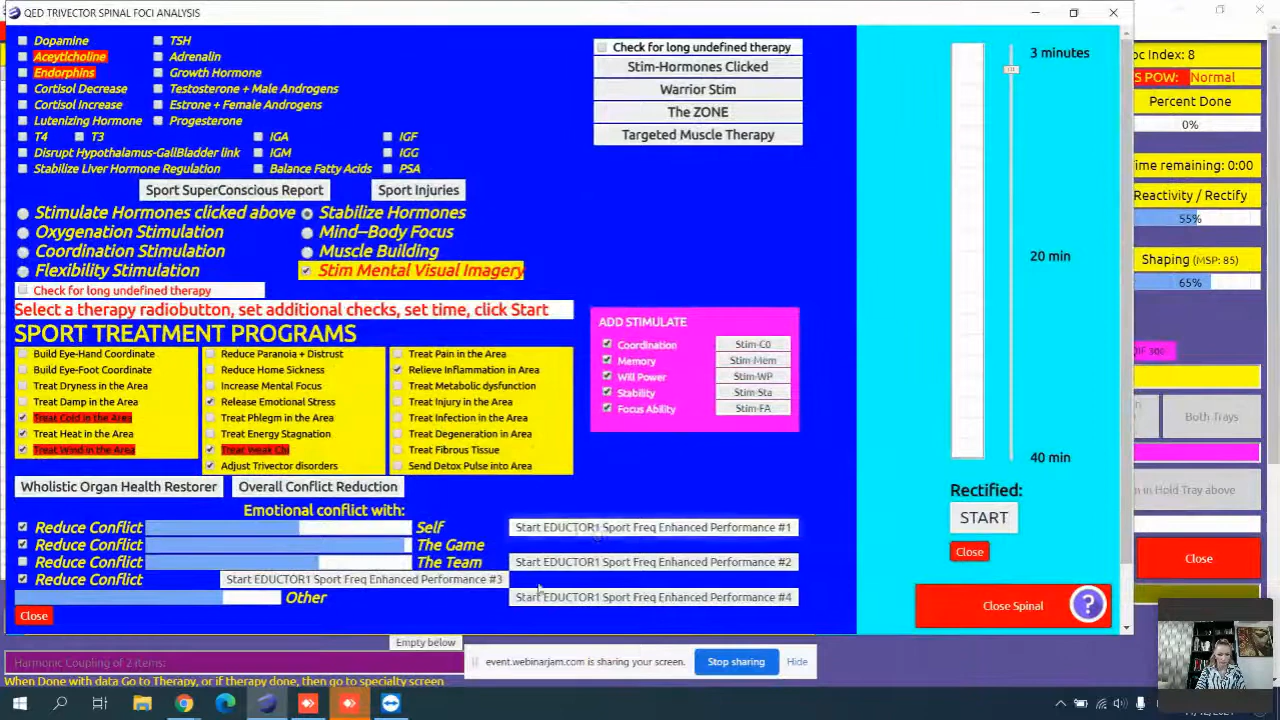 QED TRIVECTOR SPINAL FOCI ANALYSIS
Dopamine TSH
Aceylticholine Adrenalin
Endorphins Growth Hormone
Cortisol Decrease Testosterone + Male Androgens
Cortisol Increase Estrone + Female Androgens
Lutenizing Hormone Progesterone
T4 T3 IGA IGF
Disrupt Hypothalamus-GallBladder link IGM IGG
Stabilize Liver Hormone Regulation Balance Fatty Acids PSA
Sport SuperConscious Report Sport Injuries
Stimulate Hormones clicked above Stabilize Hormones
Oxygenation Stimulation Mind–Body Focus
Coordination Stimulation Muscle Building
Flexibility Stimulation Stim Mental Visual Imagery
Check for long undefined therapy
Select a therapy radiobutton, set additional checks, set time, click Start
SPORT TREATMENT PROGRAMS
Build Eye-Hand Coordinate Reduce Paranoia + Distrust Treat Pain in the Area
Build Eye-Foot Coordinate Reduce Home Sickness Relieve Inflammation in Area
Treat Dryness in the Area Increase Mental Focus Treat Metabolic dysfunction
Treat Damp in the Area Release Emotional Stress Treat Injury in the Area
Treat Cold in the Area Treat Phlegm in the Area Treat Infection in the Area
Treat Heat in the Area Treat Energy Stagnation Treat Degeneration in Area
Treat Wind in the Area Treat Weak Chi Treat Fibrous Tissue
Adjust Trivector disorders Send Detox Pulse into Area
Wholistic Organ Health Restorer Overall Conflict Reduction
Emotional conflict with:
Reduce Conflict Self
Reduce Conflict The Game
Reduce Conflict The Team
Reduce Conflict Start EDUCTOR1 Sport Freq Enhanced Performance #3
Other
Close
Check for long undefined therapy
Stim-Hormones Clicked
Warrior Stim
The ZONE
Targeted Muscle Therapy
ADD STIMULATE
Coordination Stim-C0
Memory Stim-Mem
Will Power Stim-WP
Stability Stim-Sta
Focus Ability Stim-FA
Start EDUCTOR1 Sport Freq Enhanced Performance #1
Start EDUCTOR1 Sport Freq Enhanced Performance #2
Start EDUCTOR1 Sport Freq Enhanced Performance #4
3 minutes
20 min
40 min
Rectified:
START
Close
Close Spinal ?
oc Index: 8
S POW: Normal
Percent Done
0%
ime remaining: 0:00
Reactivity / Rectify
55%
Shaping (MSP: 85)
65%
Both Trays
in Hold Tray above
Close
Empty below
Harmonic Coupling of 2 items:
When Done with data Go to Therapy, or if therapy done, then go to specialty screen
event.webinarjam.com is sharing your screen. Stop sharing Hide